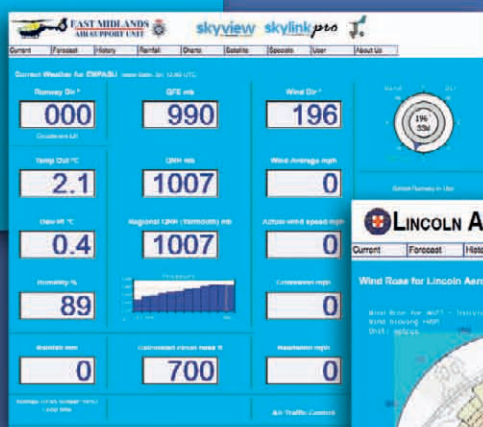 EAST MIDLANDS
AIR SUPPORT UNIT
skyview skylink pro
Current Forecast History Rainfall Charts Satellite Specials User About Us
Current Weather for EMPASU
Runway Dir °
QFE mb
Wind Dir °
000
990
196
196°
Temp Out °C
QNH mb
Wind Average mph
2.1
1007
0
Dew Pt °C
Regional QNH (Yarmouth) mb
Actual wind speed mph
0.4
1007
0
LINCOLN A
Current Forecast Histo
Humidity %
Pressure
Crosswind mph
89
0
Wind Rose for Lincoln Aero
Rainfall mm
Calculated cloud base ft
Headwind mph
0
700
0
Air Traffic Control